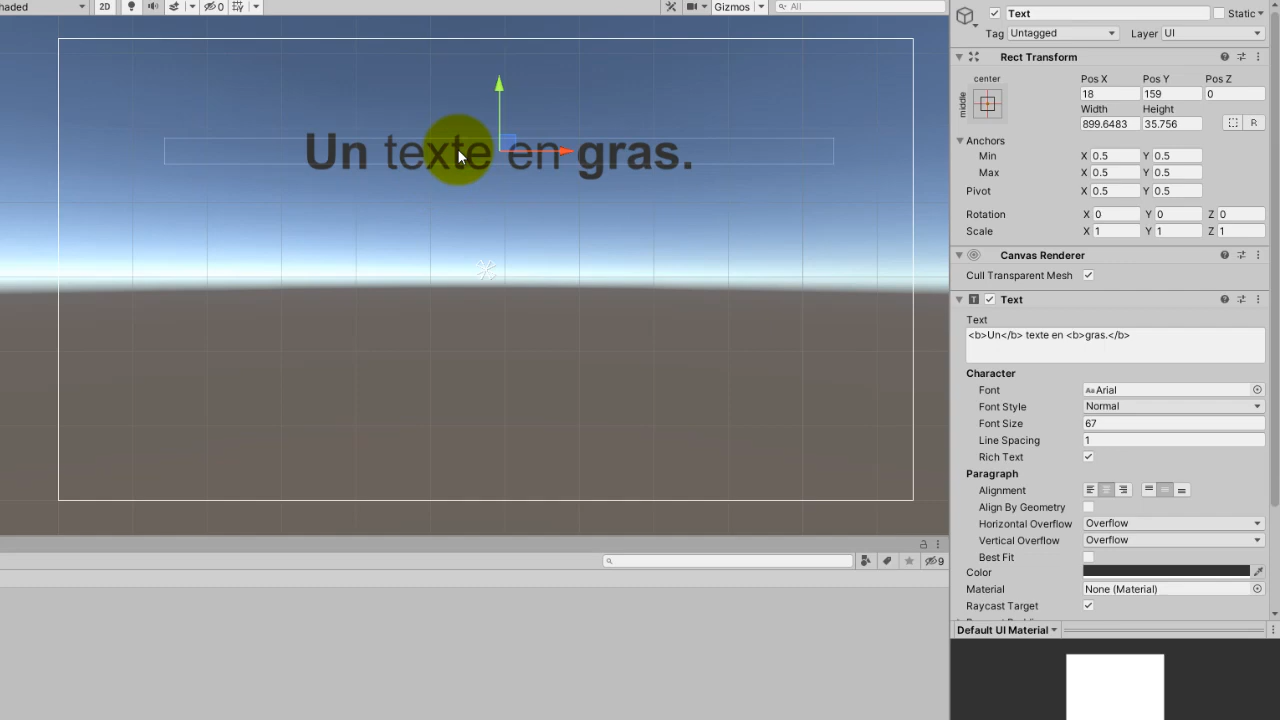 haded 2D 0 Gizmos All
Un texte en gras.
9
Text Static
Tag Untagged Layer UI
Rect Transform
center
middle
Pos X Pos Y Pos Z
18 159 0
Width Height
899.6483 35.756 R
Anchors
Min X 0.5 Y 0.5
Max X 0.5 Y 0.5
Pivot X 0.5 Y 0.5
Rotation X 0 Y 0 Z 0
Scale X 1 Y 1 Z 1
Canvas Renderer
Cull Transparent Mesh
T Text
Text
<b>Un</b> texte en <b>gras.</b>
Character
Font Aa Arial
Font Style Normal
Font Size 67
Line Spacing 1
Rich Text
Paragraph
Alignment
Align By Geometry
Horizontal Overflow Overflow
Vertical Overflow Overflow
Best Fit
Color
Material None (Material)
Raycast Target
Default UI Material